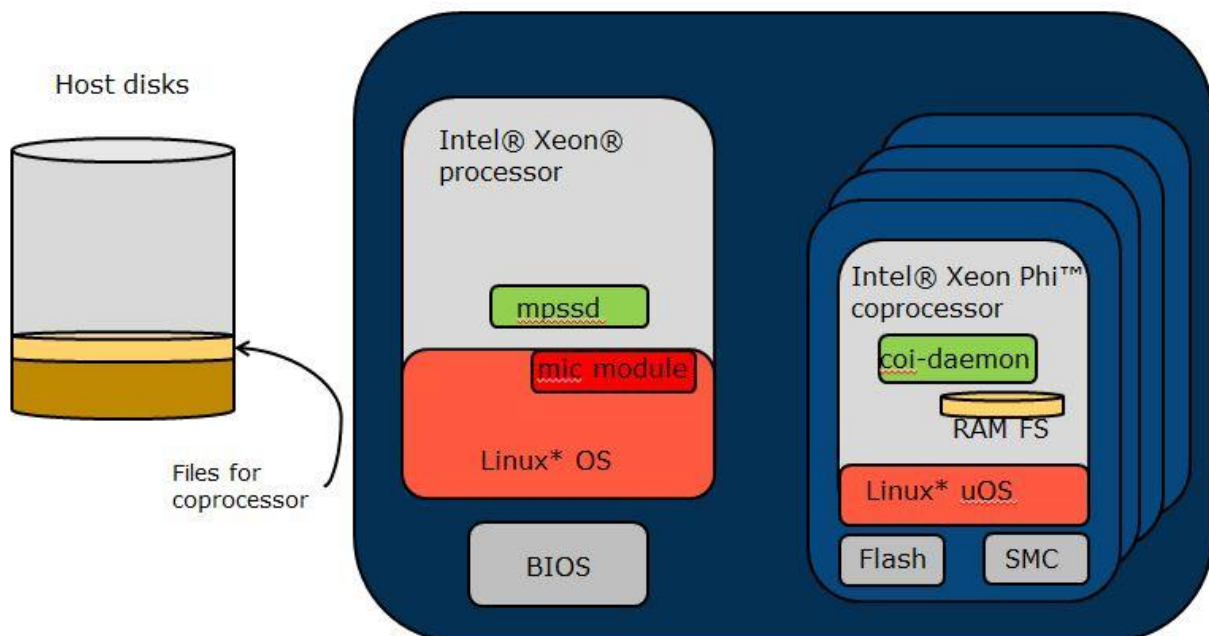 Host disks
Files for
coprocessor
Intel® Xeon®
processor
mpssd
mic module
Linux* OS
BIOS
Intel® Xeon Phi™
coprocessor
coi-daemon
RAM FS
Linux* uOS
Flash
SMC